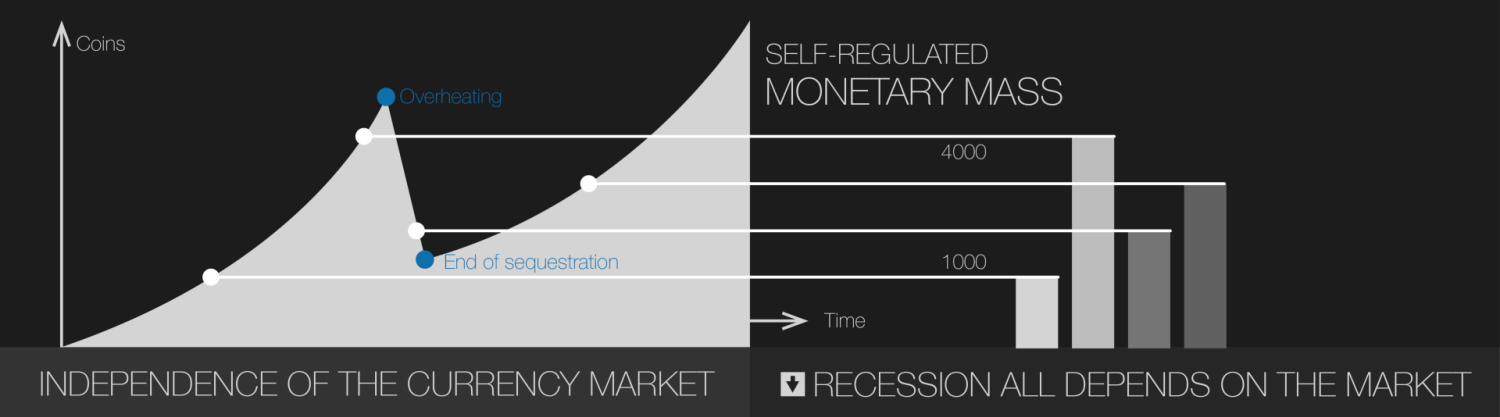 Coins
SELF-REGULATED
MONETARY MASS
Overheating
4000
End of sequestration
1000
Time
INDEPENDENCE OF THE CURRENCY MARKET
RECESSION ALL DEPENDS ON THE MARKET